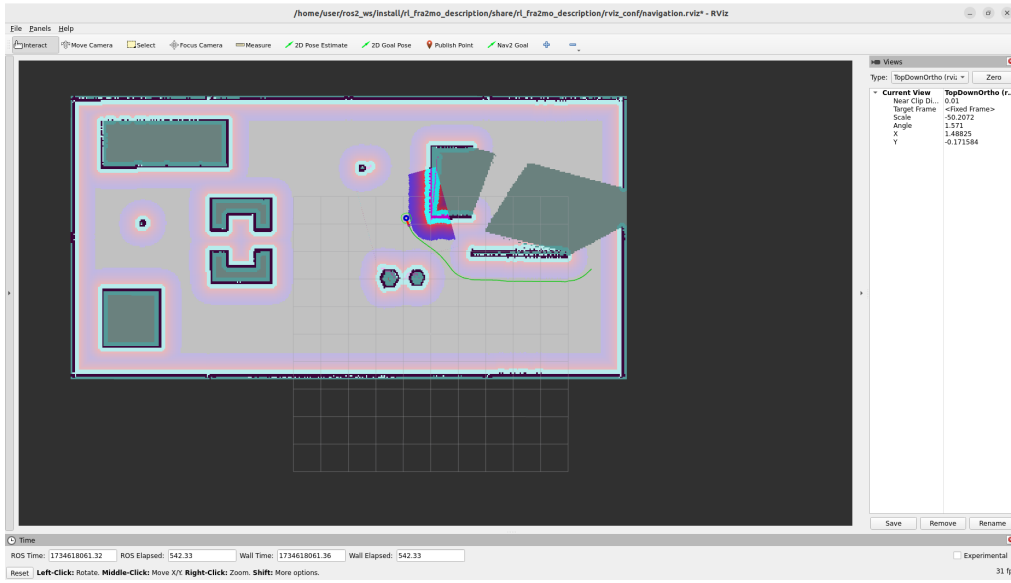 /home/user/ros2_ws/install/rl_fra2mo_description/share/rl_fra2mo_description/rviz_conf/navigation.rviz* - RViz
File Panels Help
Interact Move Camera Select Focus Camera Measure 2D Pose Estimate 2D Goal Pose Publish Point Nav2 Goal
Views
Type: TopDownOrtho (rviz Zero
Current View TopDownOrtho (r...
Near Clip Di... 0.01
Target Frame <Fixed Frame>
Scale -50.2072
Angle 1.571
X 1.48825
Y -0.171584
Save Remove Rename
Time
ROS Time: 1734618061.32 ROS Elapsed: 542.33 Wall Time: 1734618061.36 Wall Elapsed: 542.33 Experimental
Reset Left-Click: Rotate. Middle-Click: Move X/Y. Right-Click: Zoom. Shift: More options. 31 fp